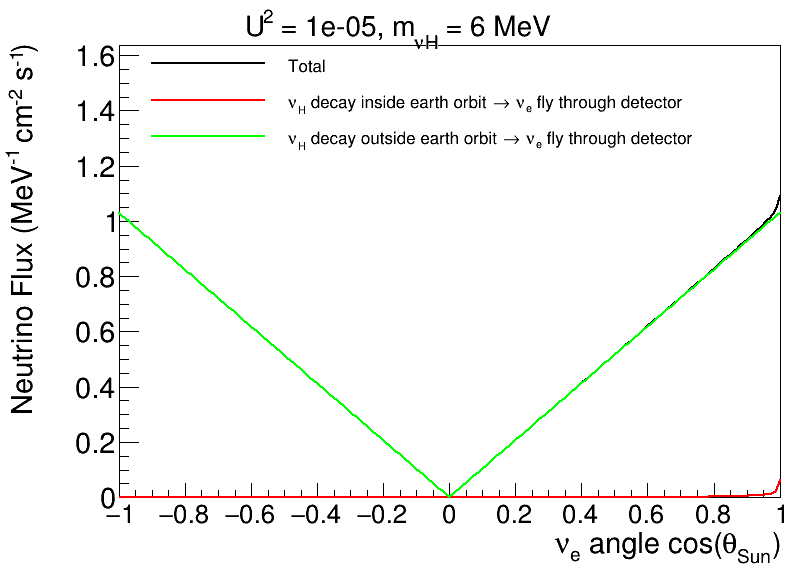 U² = 1e-05, m_νH = 6 MeV
Total
ν_H decay inside earth orbit → ν_e fly through detector
ν_H decay outside earth orbit → ν_e fly through detector
Neutrino Flux (MeV⁻¹ cm⁻² s⁻¹)
1.6
1.4
1.2
1
0.8
0.6
0.4
0.2
0
−1 −0.8 −0.6 −0.4 −0.2 0 0.2 0.4 0.6 0.8 1
ν_e angle cos(θ_Sun)